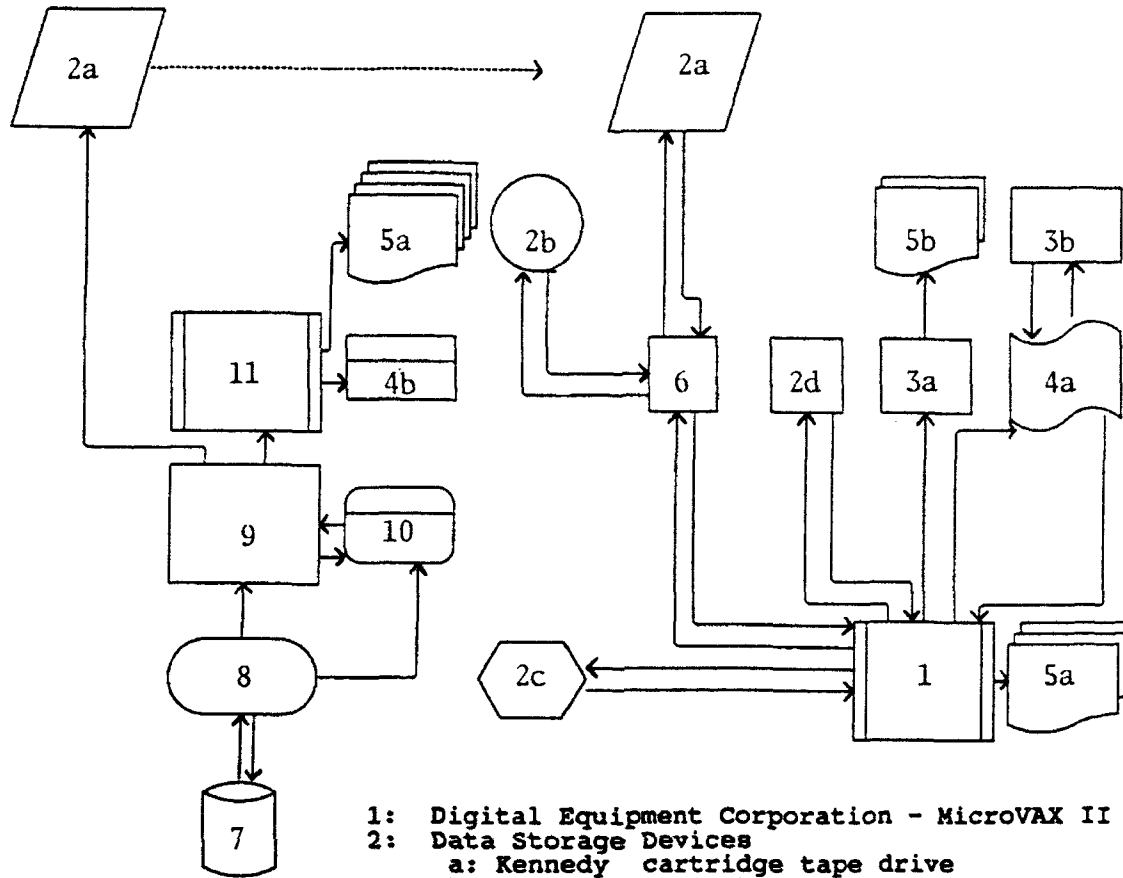 2a
2a
5a
2b
5b
3b
11
4b
6
2d
3a
4a
9
10
8
2c
1
5a
7
1: Digital Equipment Corporation - MicroVAX II
2: Data Storage Devices
a: Kennedy cartridge tape drive